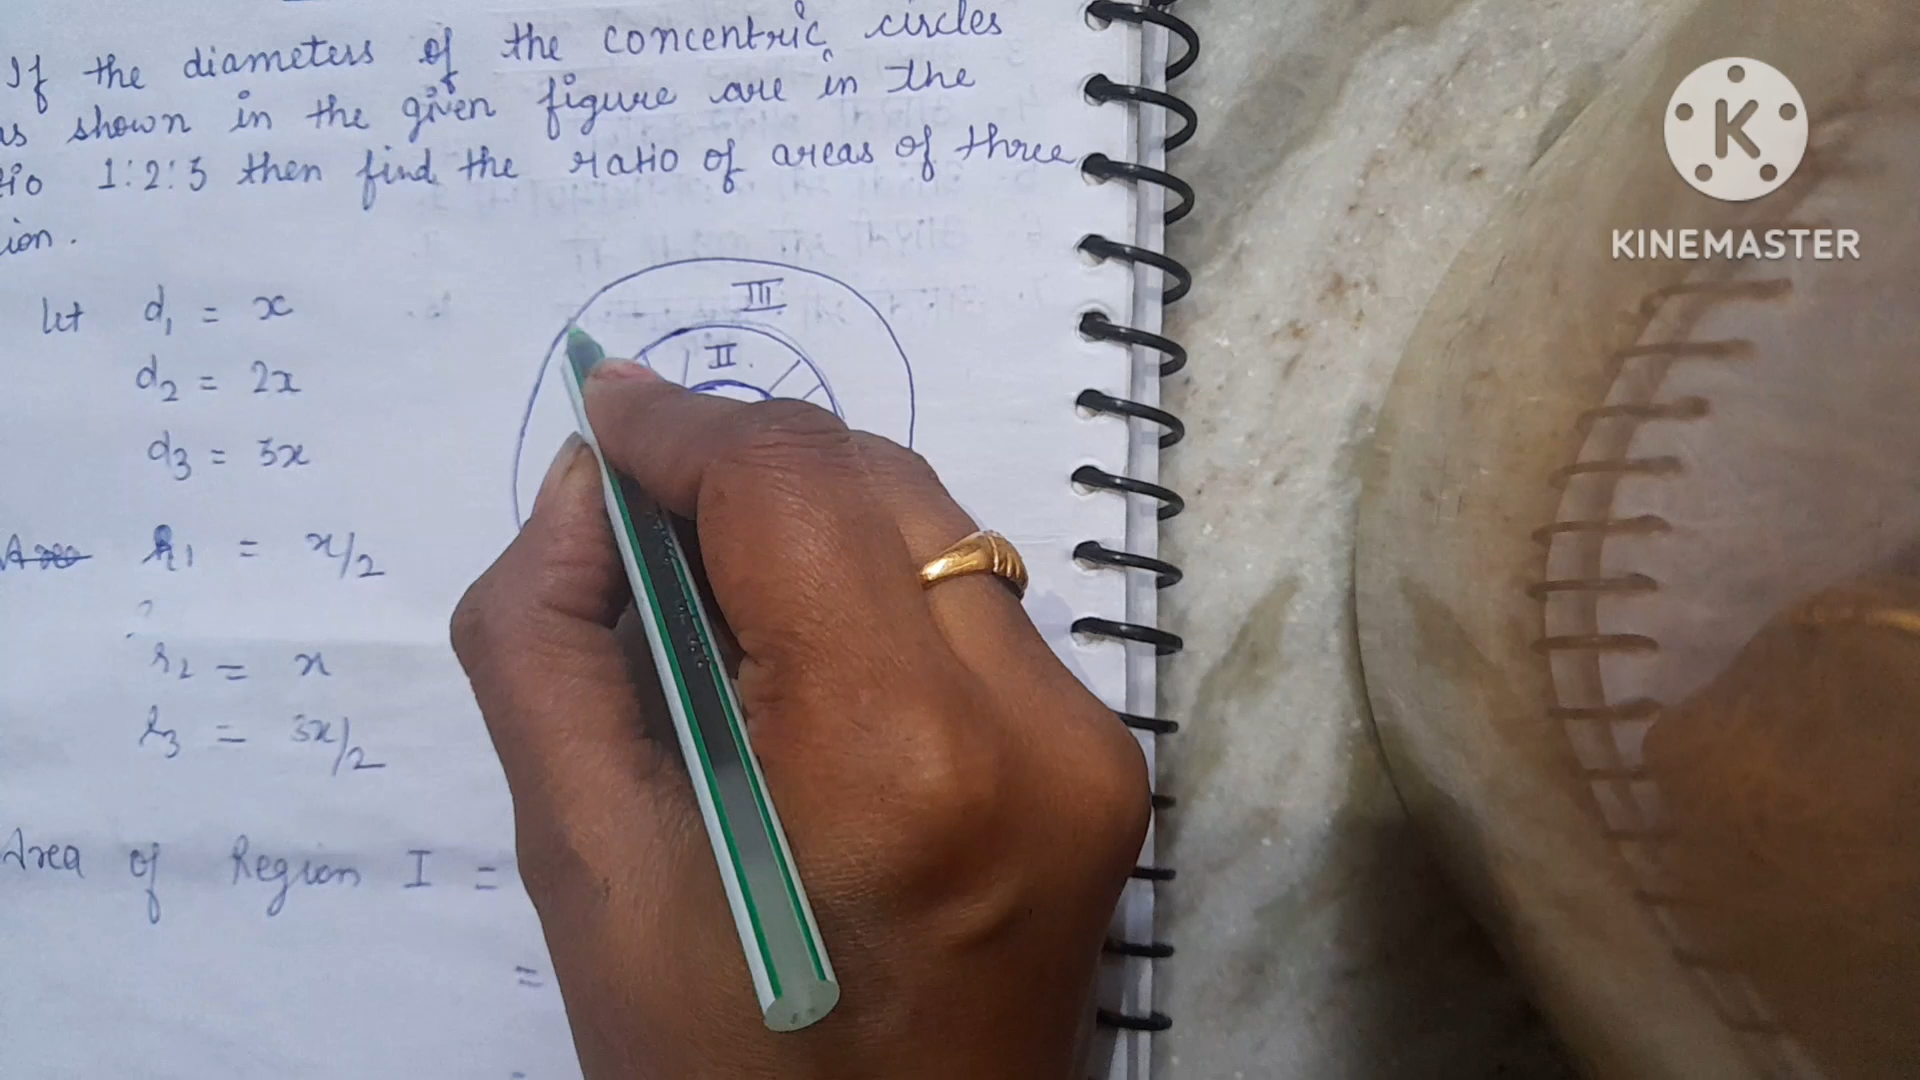 If the diameters of the concentric circles
as shown in the given figure are in the
1:2:3 then find the ratio of areas of three
Let d1 = x
d2 = 2x
d3 = 3x
r1 = x/2
r2 = x
r3 = 3x/2
Area of Region I =
=
III
II
K
KINEMASTER